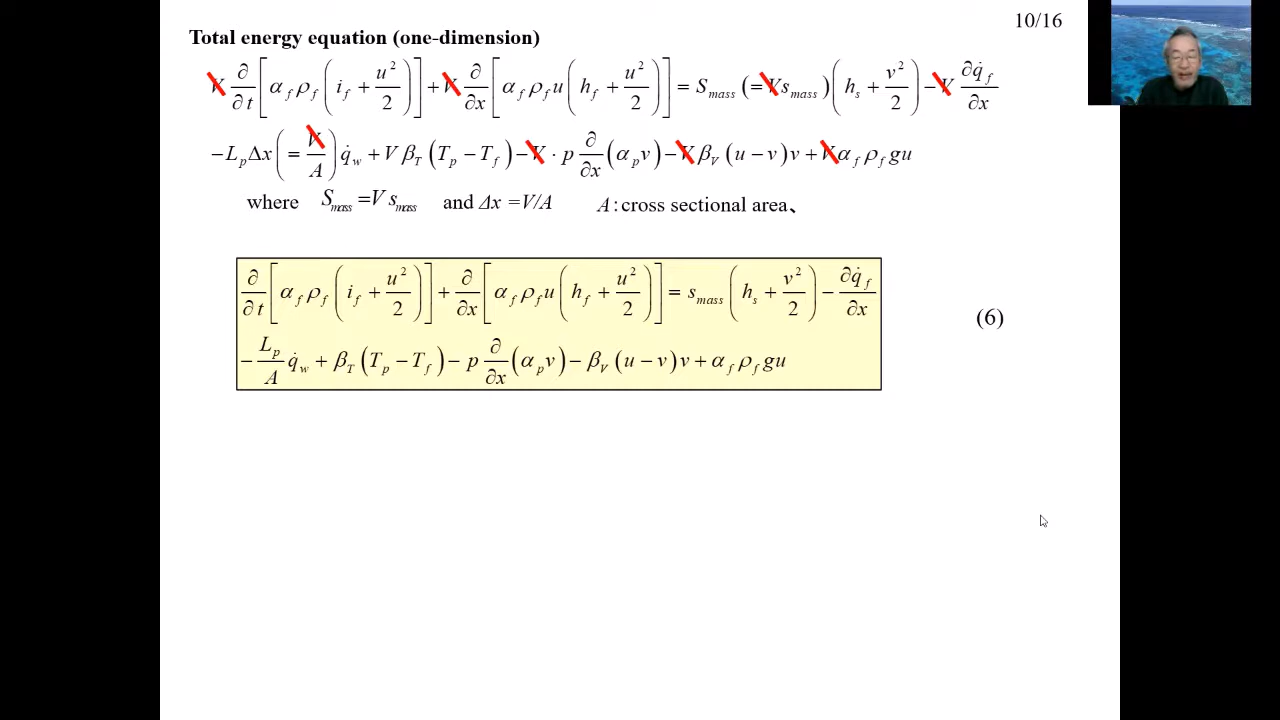 10/16
Total energy equation (one-dimension)
V ∂/∂t [ α_f ρ_f ( i_f + u²/2 ) ] + V ∂/∂x [ α_f ρ_f u ( h_f + u²/2 ) ] = S_mass (= V s_mass) ( h_s + v²/2 ) − V ∂q̇_f/∂x
− L_p Δx ( = V/A ) q̇_w + V β_T ( T_p − T_f ) − V · p ∂/∂x ( α_p v ) − V β_V ( u − v ) v + V α_f ρ_f gu
where S_mass = V s_mass and Δx = V/A A : cross sectional area、
∂/∂t [ α_f ρ_f ( i_f + u²/2 ) ] + ∂/∂x [ α_f ρ_f u ( h_f + u²/2 ) ] = s_mass ( h_s + v²/2 ) − ∂q̇_f/∂x
(6)
− L_p/A q̇_w + β_T ( T_p − T_f ) − p ∂/∂x ( α_p v ) − β_V ( u − v ) v + α_f ρ_f gu